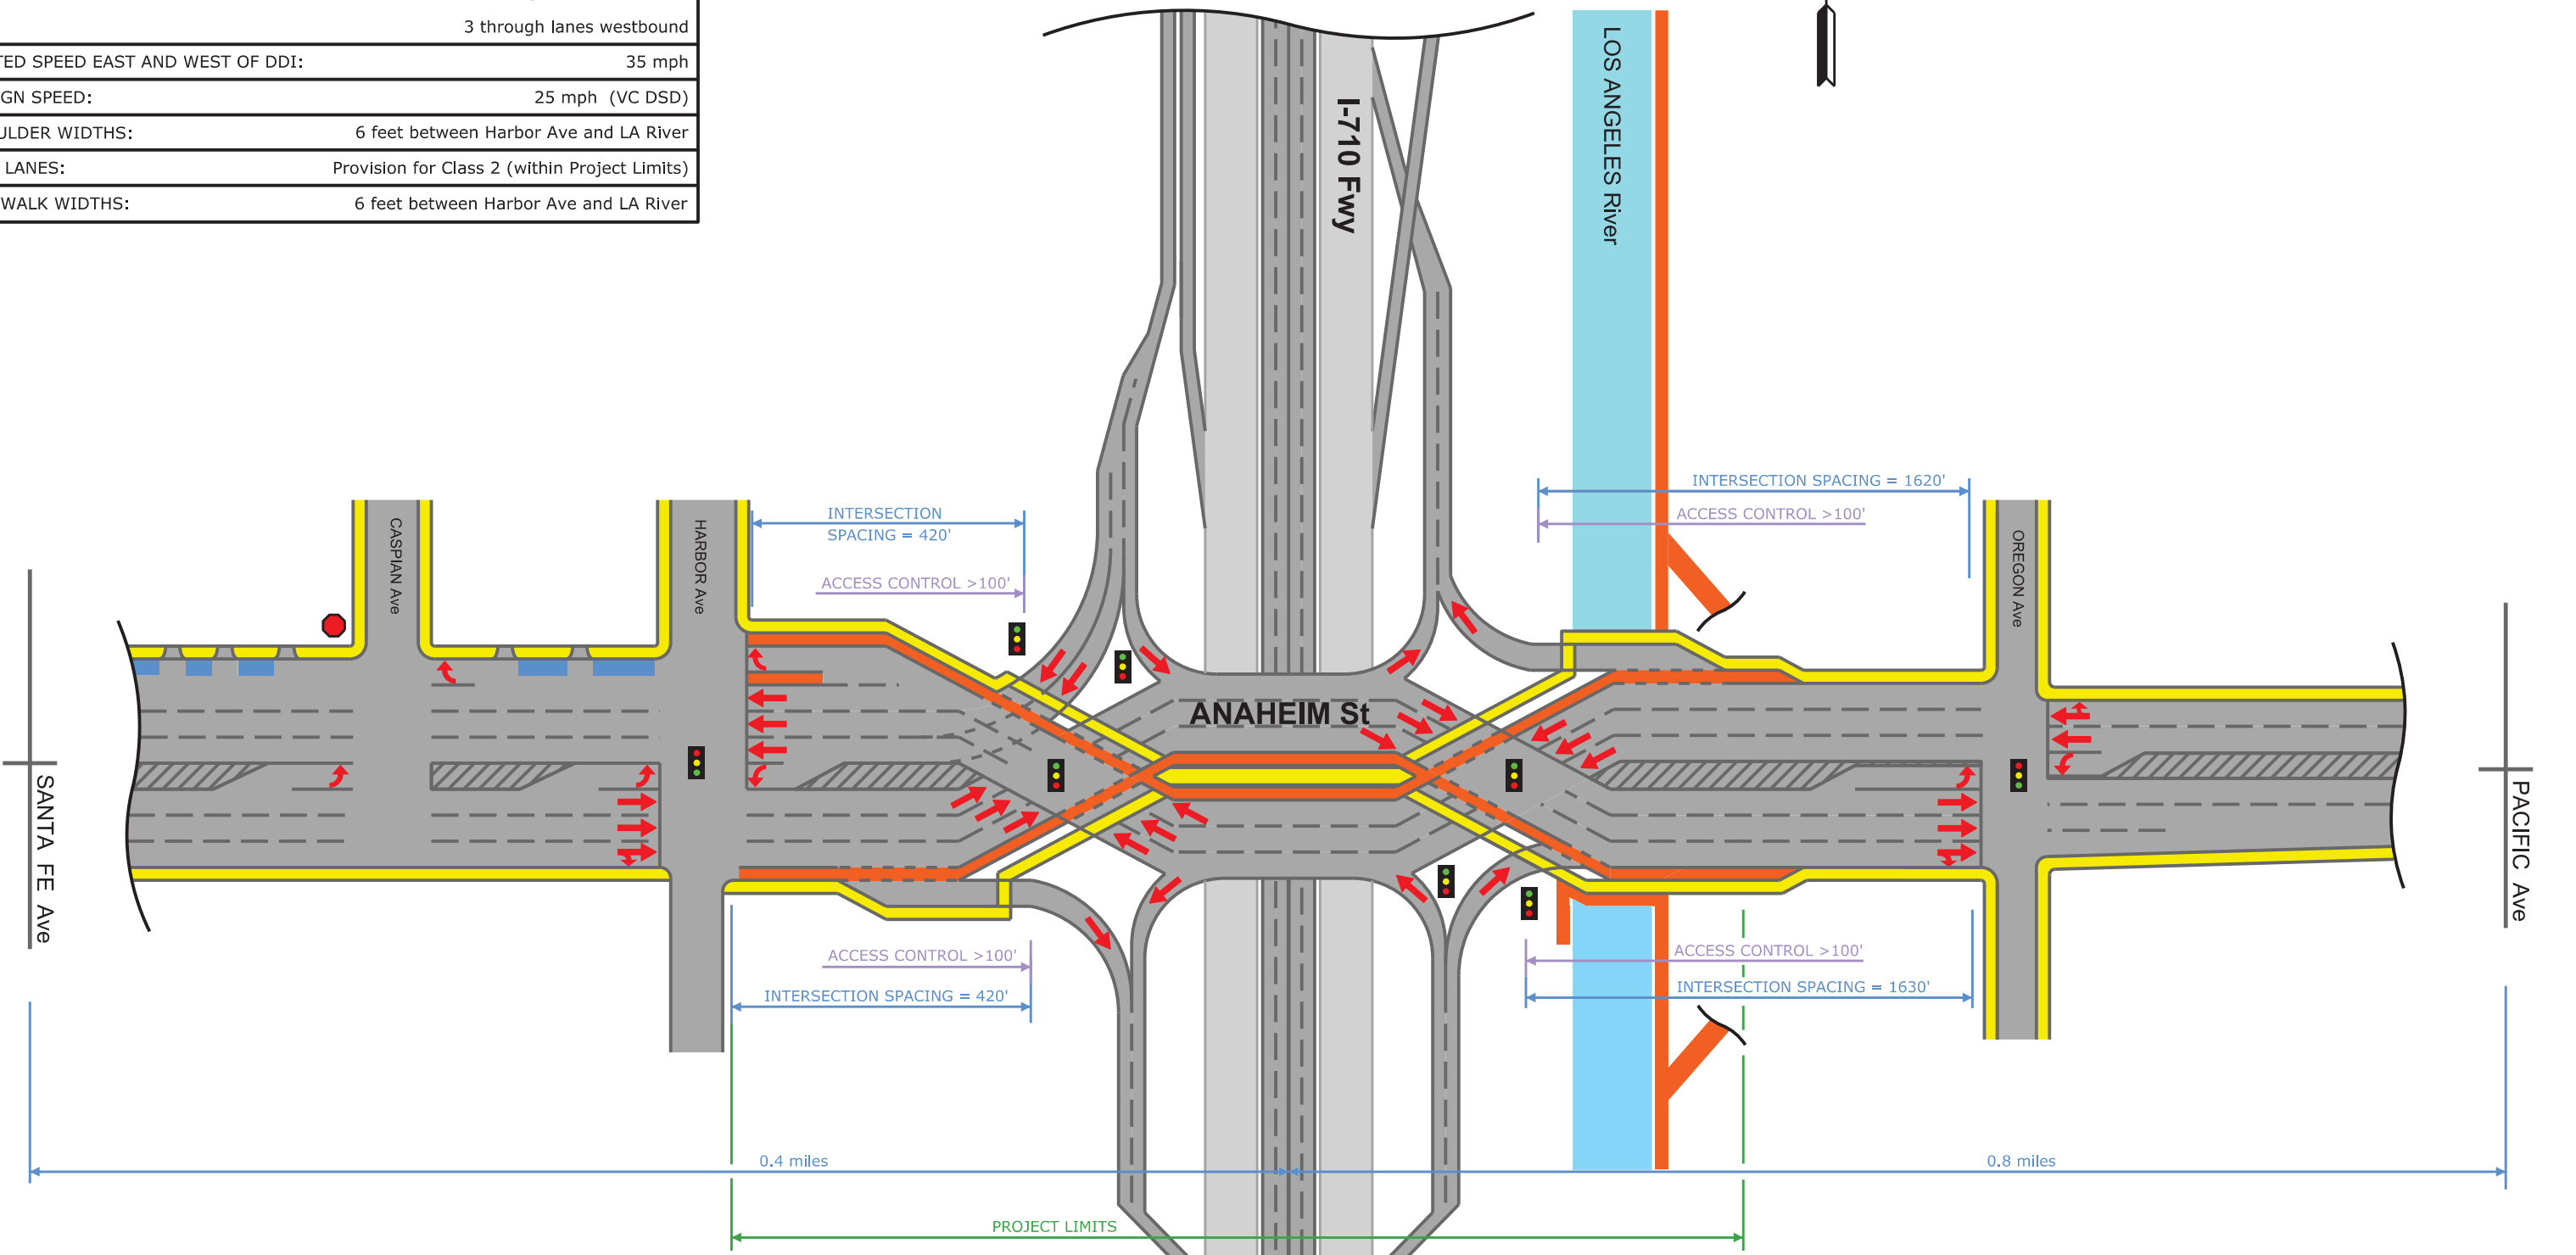 3 through lanes westbound
TED SPEED EAST AND WEST OF DDI: 35 mph
IGN SPEED: 25 mph (VC DSD)
ULDER WIDTHS: 6 feet between Harbor Ave and LA River
LANES: Provision for Class 2 (within Project Limits)
WALK WIDTHS: 6 feet between Harbor Ave and LA River
I-710 Fwy
LOS ANGELES River
INTERSECTION SPACING = 1620'
ACCESS CONTROL >100'
INTERSECTION
SPACING = 420'
ACCESS CONTROL >100'
CASPIAN Ave
HARBOR Ave
OREGON Ave
ANAHEIM St
SANTA FE Ave
PACIFIC Ave
ACCESS CONTROL >100'
INTERSECTION SPACING = 420'
ACCESS CONTROL >100'
INTERSECTION SPACING = 1630'
0.4 miles
0.8 miles
PROJECT LIMITS